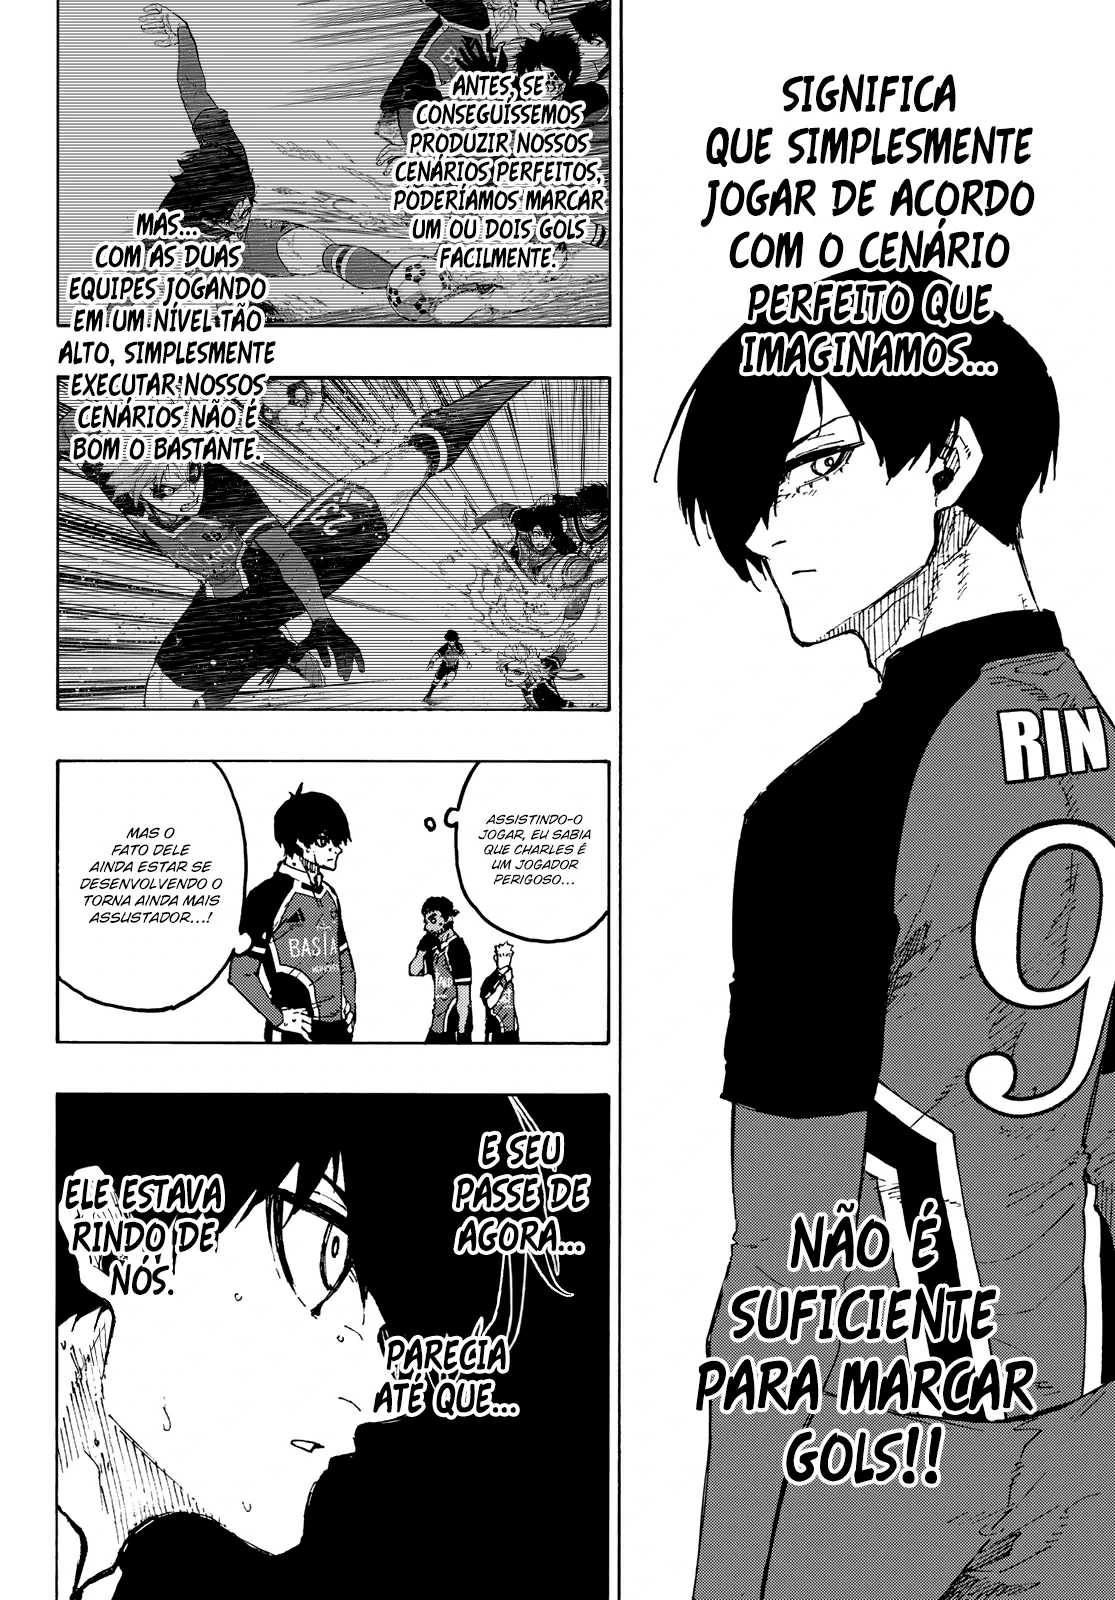 SIGNIFICA
QUE SIMPLESMENTE
JOGAR DE ACORDO
COM O CENÁRIO
PERFEITO QUE
IMAGINAMOS...
RIN
9
NÃO É
SUFICIENTE
PARA MARCAR
GOLS!!
ANTES, SE
CONSEGUÍSSEMOS
PRODUZIR NOSSOS
CENÁRIOS PERFEITOS,
PODERÍAMOS MARCAR
UM OU DOIS GOLS
FACILMENTE.
MAS...
COM AS DUAS
EQUIPES JOGANDO
EM UM NÍVEL TÃO
ALTO, SIMPLESMENTE
EXECUTAR NOSSOS
CENÁRIOS NÃO É
BOM O BASTANTE.
ASSISTINDO-O
JOGAR, EU SABIA
QUE CHARLES É
UM JOGADOR
PERIGOSO...
MAS O
FATO DELE
AINDA ESTAR SE
DESENVOLVENDO O
TORNA AINDA MAIS
ASSUSTADOR...!
BASTA
E SEU
PASSE DE
AGORA...
PARECIA
ATÉ QUE...
ELE ESTAVA
RINDO DE
NÓS.